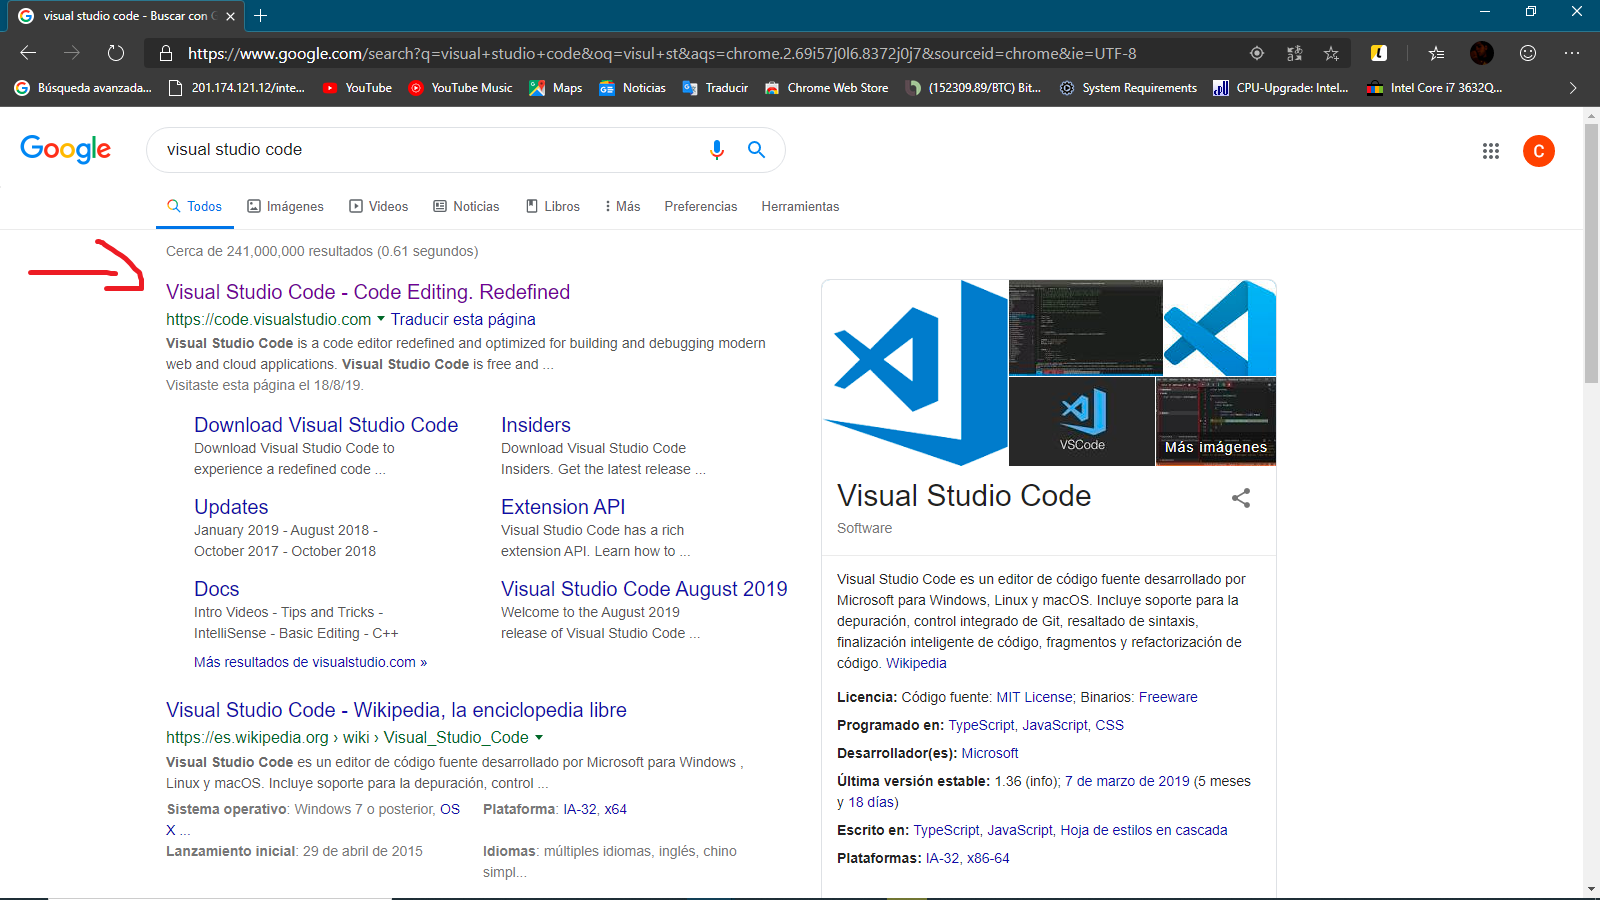 visual studio code - Buscar con G
https://www.google.com/search?q=visual+studio+code&oq=visul+st&aqs=chrome.2.69i57j0l6.8372j0j7&sourceid=chrome&ie=UTF-8
Búsqueda avanzada... 201.174.121.12/inte... YouTube YouTube Music Maps Noticias Traducir Chrome Web Store (152309.89/BTC) Bit... System Requirements CPU-Upgrade: Intel... Intel Core i7 3632Q...
Google
visual studio code
C
Todos Imágenes Videos Noticias Libros Más Preferencias Herramientas
Cerca de 241,000,000 resultados (0.61 segundos)
Visual Studio Code - Code Editing. Redefined
https://code.visualstudio.com Traducir esta página
Visual Studio Code is a code editor redefined and optimized for building and debugging modern
web and cloud applications. Visual Studio Code is free and ...
Visitaste esta página el 18/8/19.
Download Visual Studio Code
Download Visual Studio Code to
experience a redefined code ...
Insiders
Download Visual Studio Code
Insiders. Get the latest release ...
Updates
January 2019 - August 2018 -
October 2017 - October 2018
Extension API
Visual Studio Code has a rich
extension API. Learn how to ...
Docs
Intro Videos - Tips and Tricks -
IntelliSense - Basic Editing - C++
Visual Studio Code August 2019
Welcome to the August 2019
release of Visual Studio Code ...
Más resultados de visualstudio.com »
Visual Studio Code - Wikipedia, la enciclopedia libre
https://es.wikipedia.org › wiki › Visual_Studio_Code
Visual Studio Code es un editor de código fuente desarrollado por Microsoft para Windows ,
Linux y macOS. Incluye soporte para la depuración, control ...
Sistema operativo: Windows 7 o posterior, OS
X ...
Plataforma: IA-32, x64
Lanzamiento inicial: 29 de abril de 2015
Idiomas: múltiples idiomas, inglés, chino
simpl...
VSCode
Más imágenes
Visual Studio Code
Software
Visual Studio Code es un editor de código fuente desarrollado por
Microsoft para Windows, Linux y macOS. Incluye soporte para la
depuración, control integrado de Git, resaltado de sintaxis,
finalización inteligente de código, fragmentos y refactorización de
código. Wikipedia
Licencia: Código fuente: MIT License; Binarios: Freeware
Programado en: TypeScript, JavaScript, CSS
Desarrollador(es): Microsoft
Última versión estable: 1.36 (info); 7 de marzo de 2019 (5 meses
y 18 días)
Escrito en: TypeScript, JavaScript, Hoja de estilos en cascada
Plataformas: IA-32, x86-64